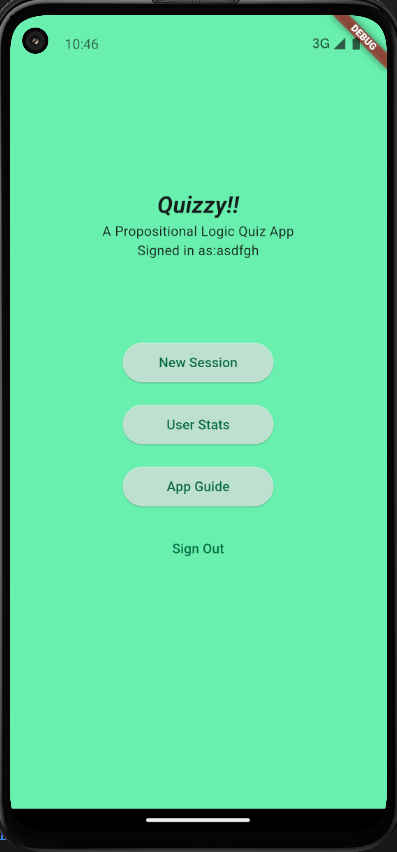 10:46
3G
DEBUG
Quizzy!!
A Propositional Logic Quiz App
Signed in as:asdfgh
New Session
User Stats
App Guide
Sign Out